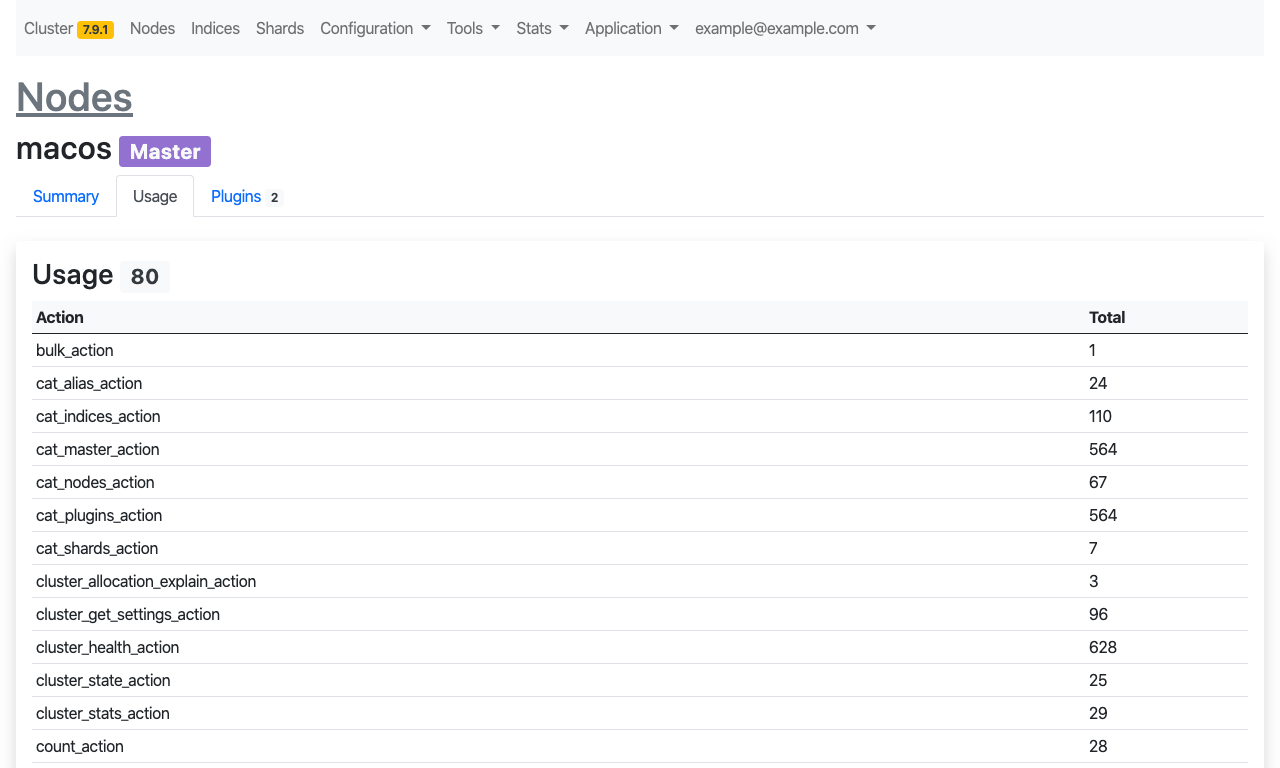 Cluster 7.9.1 Nodes Indices Shards Configuration Tools Stats Application example@example.com
Nodes
macos Master
Summary Usage Plugins 2
Usage 80
Action Total
bulk_action 1
cat_alias_action 24
cat_indices_action 110
cat_master_action 564
cat_nodes_action 67
cat_plugins_action 564
cat_shards_action 7
cluster_allocation_explain_action 3
cluster_get_settings_action 96
cluster_health_action 628
cluster_state_action 25
cluster_stats_action 29
count_action 28